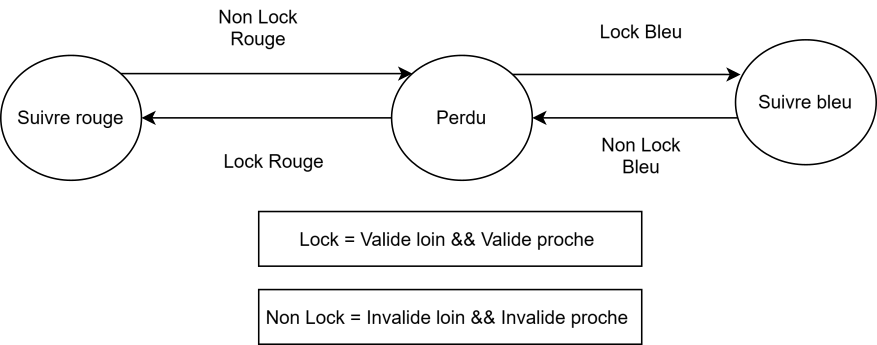 Non Lock
Rouge
Lock Bleu
Suivre rouge
Perdu
Suivre bleu
Lock Rouge
Non Lock
Bleu
Lock = Valide loin && Valide proche
Non Lock = Invalide loin && Invalide proche